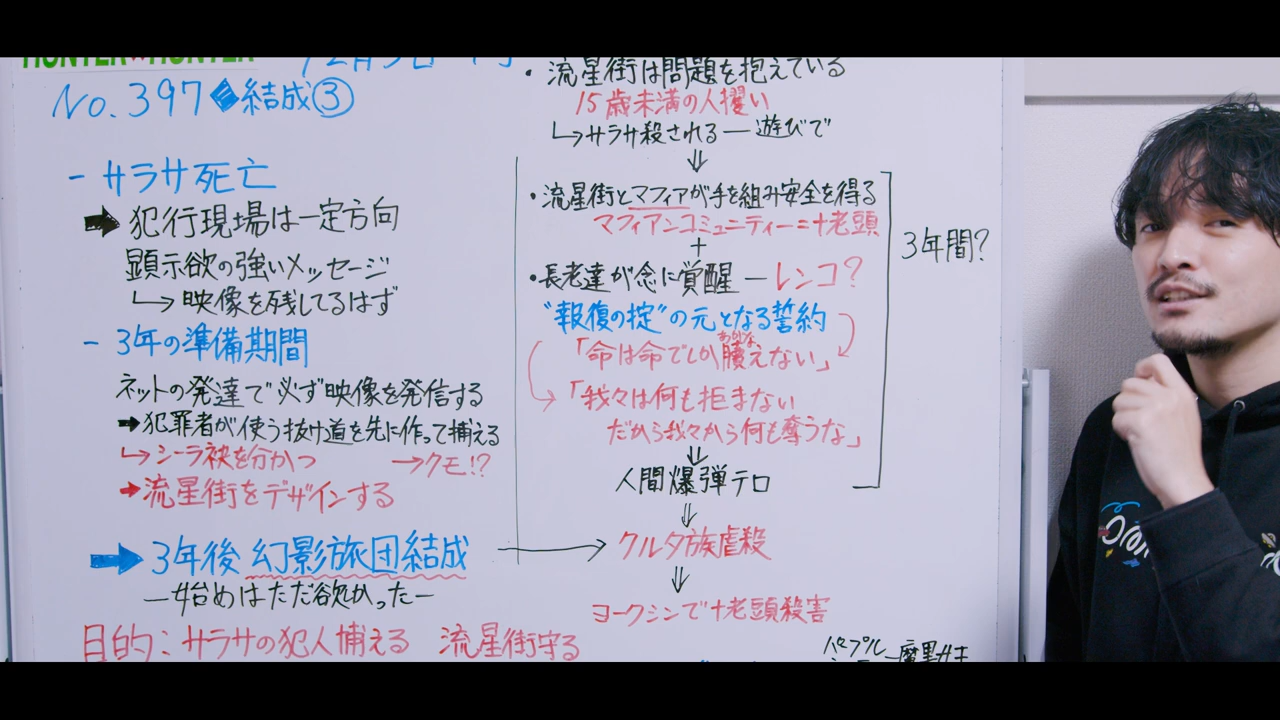 HUNTER×HUNTER
No.397◆結成③
- サラサ死亡
➡犯行現場は一定方向
顕示欲の強いメッセージ
↳映像を残してるはず
- 3年の準備期間
ネットの発達で必ず映像を発信する
➡犯罪者が使う抜け道を先に作って捕える
↳シーラ袂を分かつ →クモ!?
➡流星街をデザインする
➡3年後 幻影旅団結成
—始めはただ欲かった—
目的：サラサの犯人捕える 流星街守る
・流星街は問題を抱えている
15歳未満の人攫い
↳サラサ殺される—遊びで
⇓
・流星街とマフィアが手を組み安全を得る
マフィアンコミュニティー=十老頭
+
・長老達が念に覚醒—レンコ?
“報復の掟”の元となる誓約
「命は命でしか贖えない」
あがな
「我々は何も拒まない
だから我々から何も奪うな」
⇓
人間爆弾テロ
3年間?
⇓
クルタ族虐殺
⇓
ヨークシンで十老頭殺害